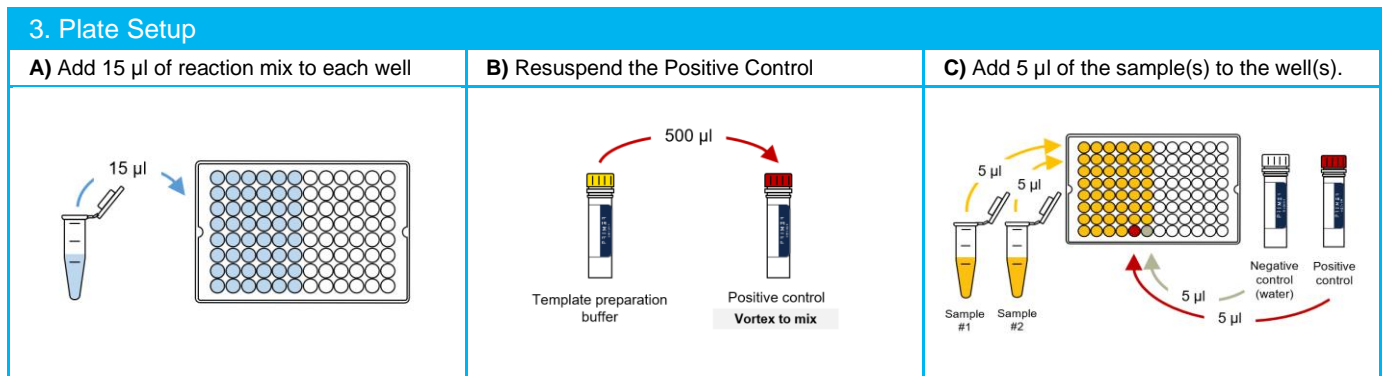 3. Plate Setup
A) Add 15 µl of reaction mix to each well
B) Resuspend the Positive Control
C) Add 5 µl of the sample(s) to the well(s).
15 µl
500 µl
Template preparation
buffer
Positive control
Vortex to mix
5 µl
5 µl
Sample
#1
Sample
#2
5 µl
5 µl
Negative
control
(water)
Positive
control